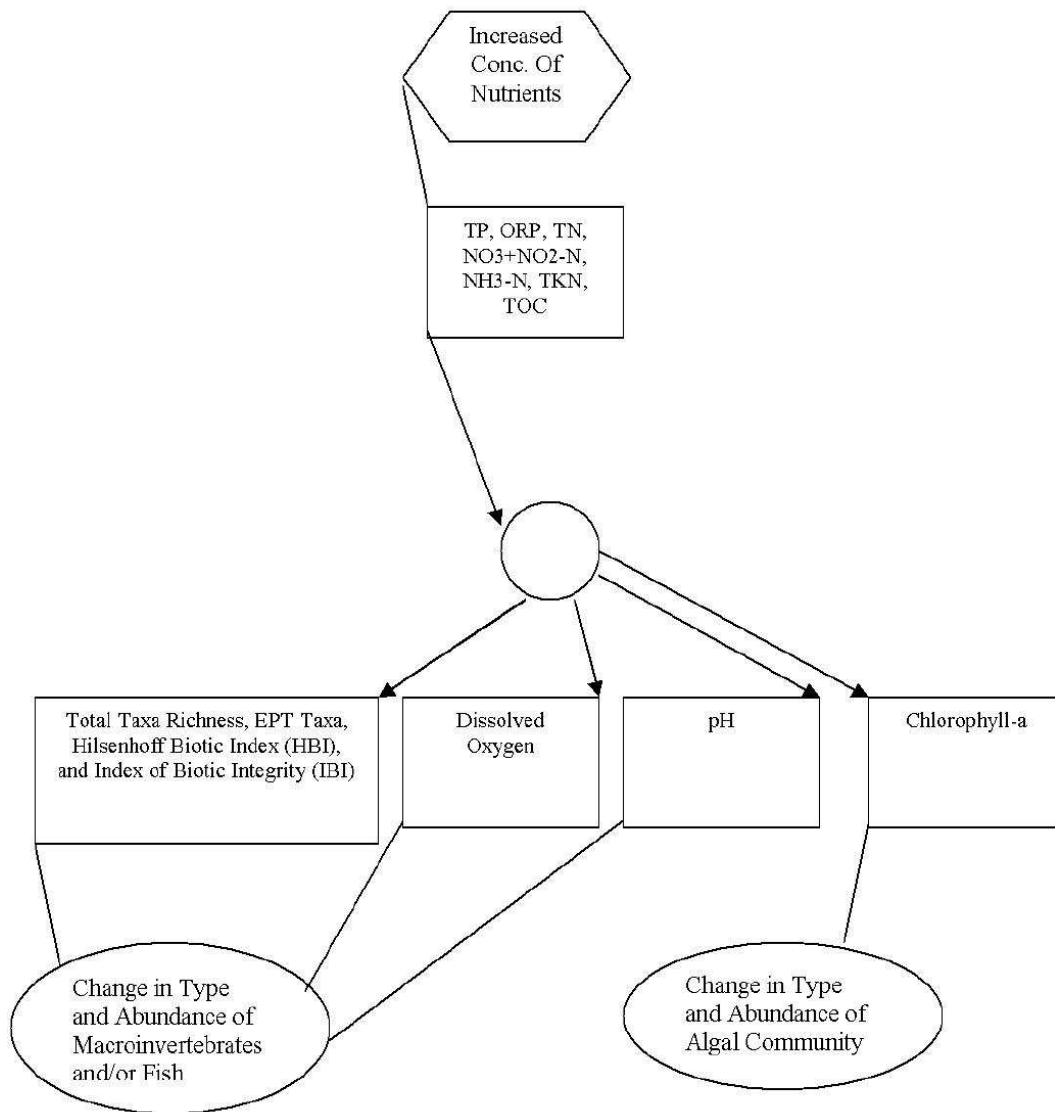 Increased
Conc. Of
Nutrients
TP, ORP, TN,
NO3+NO2-N,
NH3-N, TKN,
TOC
Total Taxa Richness, EPT Taxa,
Hilsenhoff Biotic Index (HBI),
and Index of Biotic Integrity (IBI)
Dissolved
Oxygen
pH
Chlorophyll-a
Change in Type
and Abundance of
Macroinvertebrates
and/or Fish
Change in Type
and Abundance of
Algal Community